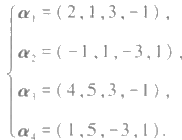 α₁ = (2, 1, 3, -1),
α₂ = (-1, 1, -3, 1),
α₃ = (4, 5, 3, -1),
α₄ = (1, 5, -3, 1).